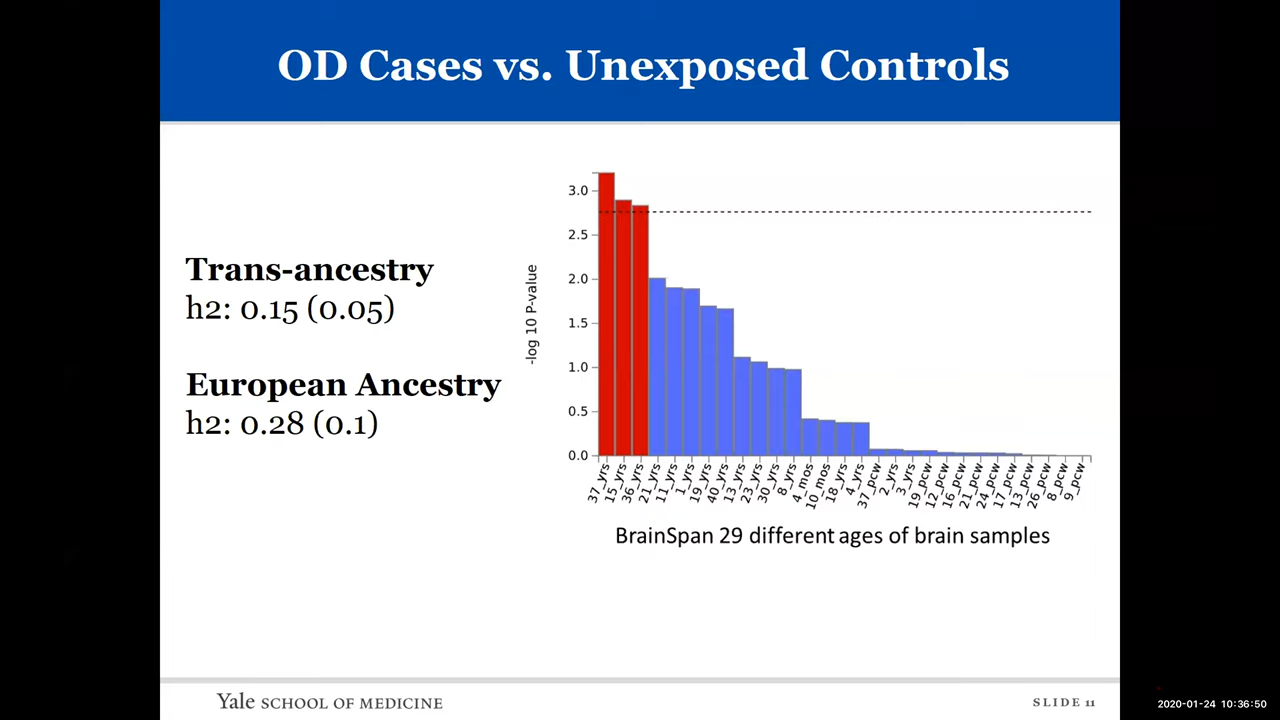 OD Cases vs. Unexposed Controls
Trans-ancestry
h2: 0.15 (0.05)
European Ancestry
h2: 0.28 (0.1)
-log 10 P-value
3.0
2.5
2.0
1.5
1.0
0.5
0.0
37_yrs
15_yrs
36_yrs
21_yrs
11_yrs
1_yrs
19_yrs
40_yrs
13_yrs
23_yrs
30_yrs
8_yrs
4_mos
10_mos
18_yrs
4_yrs
37_pcw
2_yrs
3_yrs
19_pcw
12_pcw
16_pcw
21_pcw
24_pcw
17_pcw
13_pcw
26_pcw
8_pcw
9_pcw
BrainSpan 29 different ages of brain samples
Yale SCHOOL OF MEDICINE
SLIDE 11
2020-01-24 10:36:50